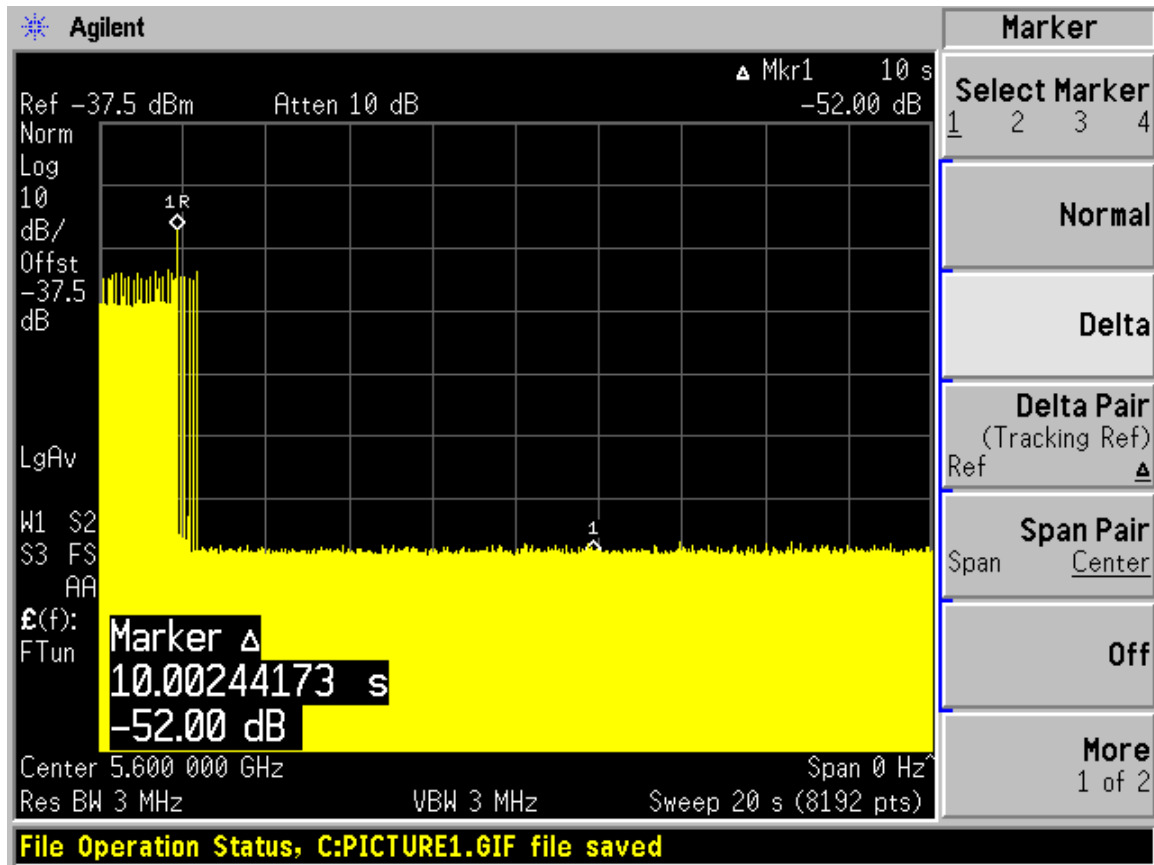 Agilent
Marker
Δ Mkr1 10 s
Ref −37.5 dBm Atten 10 dB −52.00 dB
Norm
Log
10
dB/
Offst
−37.5
dB
LgAv
W1 S2
S3 FS
AA
£(f):
FTun
1R
1
Marker Δ
10.00244173 s
−52.00 dB
Center 5.600 000 GHz Span 0 Hz^
Res BW 3 MHz VBW 3 MHz Sweep 20 s (8192 pts)
Select Marker
1 2 3 4
Normal
Delta
Delta Pair
(Tracking Ref)
Ref Δ
Span Pair
Span Center
Off
More
1 of 2
File Operation Status, C:PICTURE1.GIF file saved